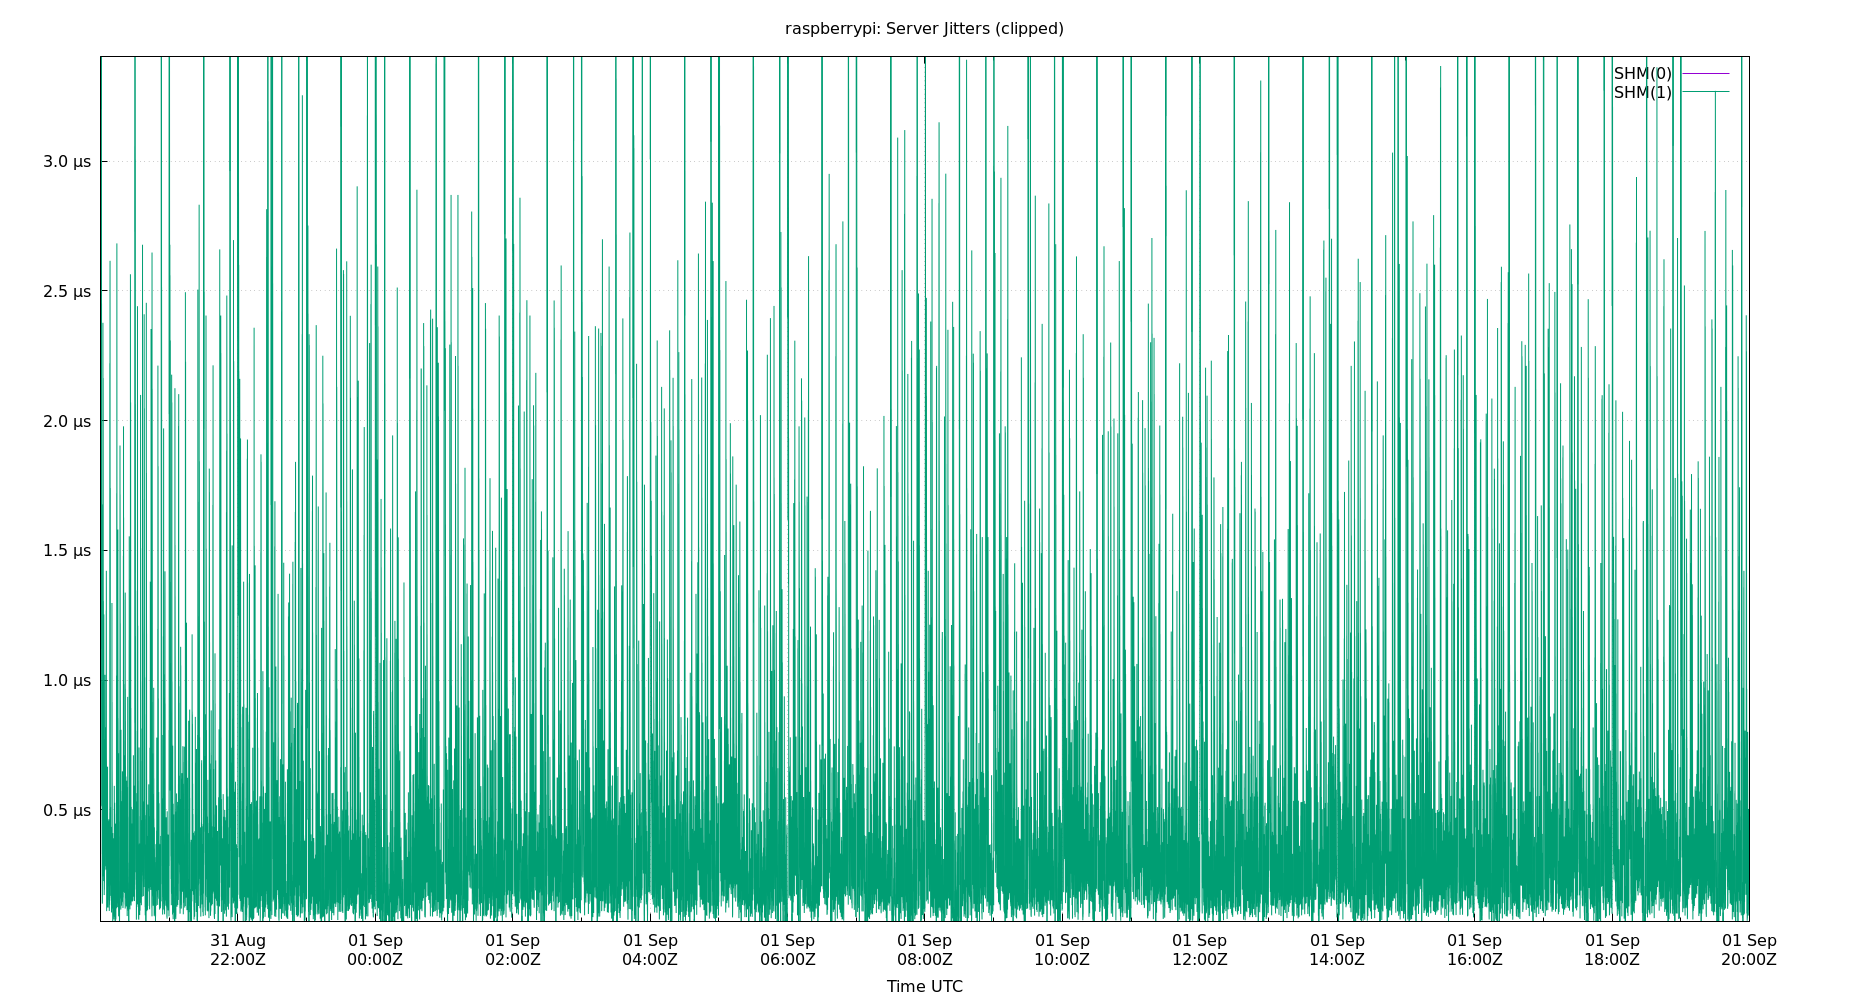 raspberrypi: Server Jitters (clipped)
SHM(0)
SHM(1)
3.0 µs
2.5 µs
2.0 µs
1.5 µs
1.0 µs
0.5 µs
31 Aug 01 Sep 01 Sep 01 Sep 01 Sep 01 Sep 01 Sep 01 Sep 01 Sep 01 Sep 01 Sep 01 Sep
22:00Z 00:00Z 02:00Z 04:00Z 06:00Z 08:00Z 10:00Z 12:00Z 14:00Z 16:00Z 18:00Z 20:00Z
Time UTC